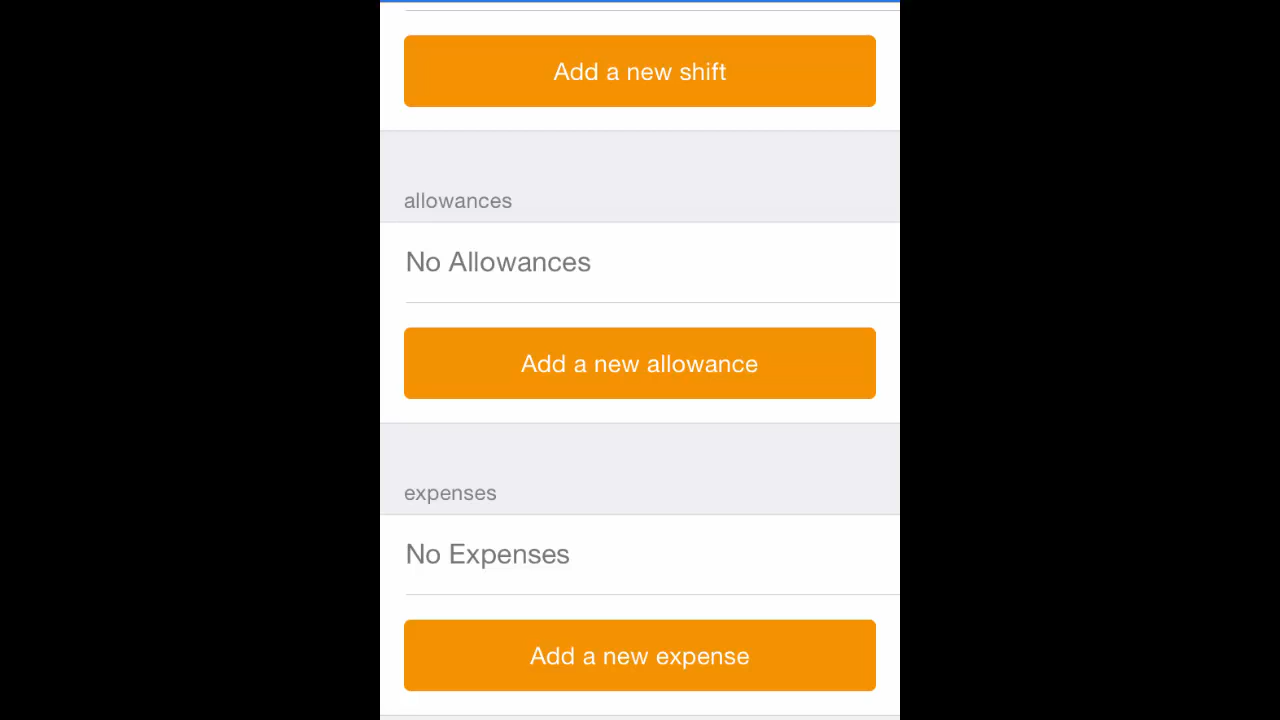 Add a new shift
allowances
No Allowances
Add a new allowance
expenses
No Expenses
Add a new expense